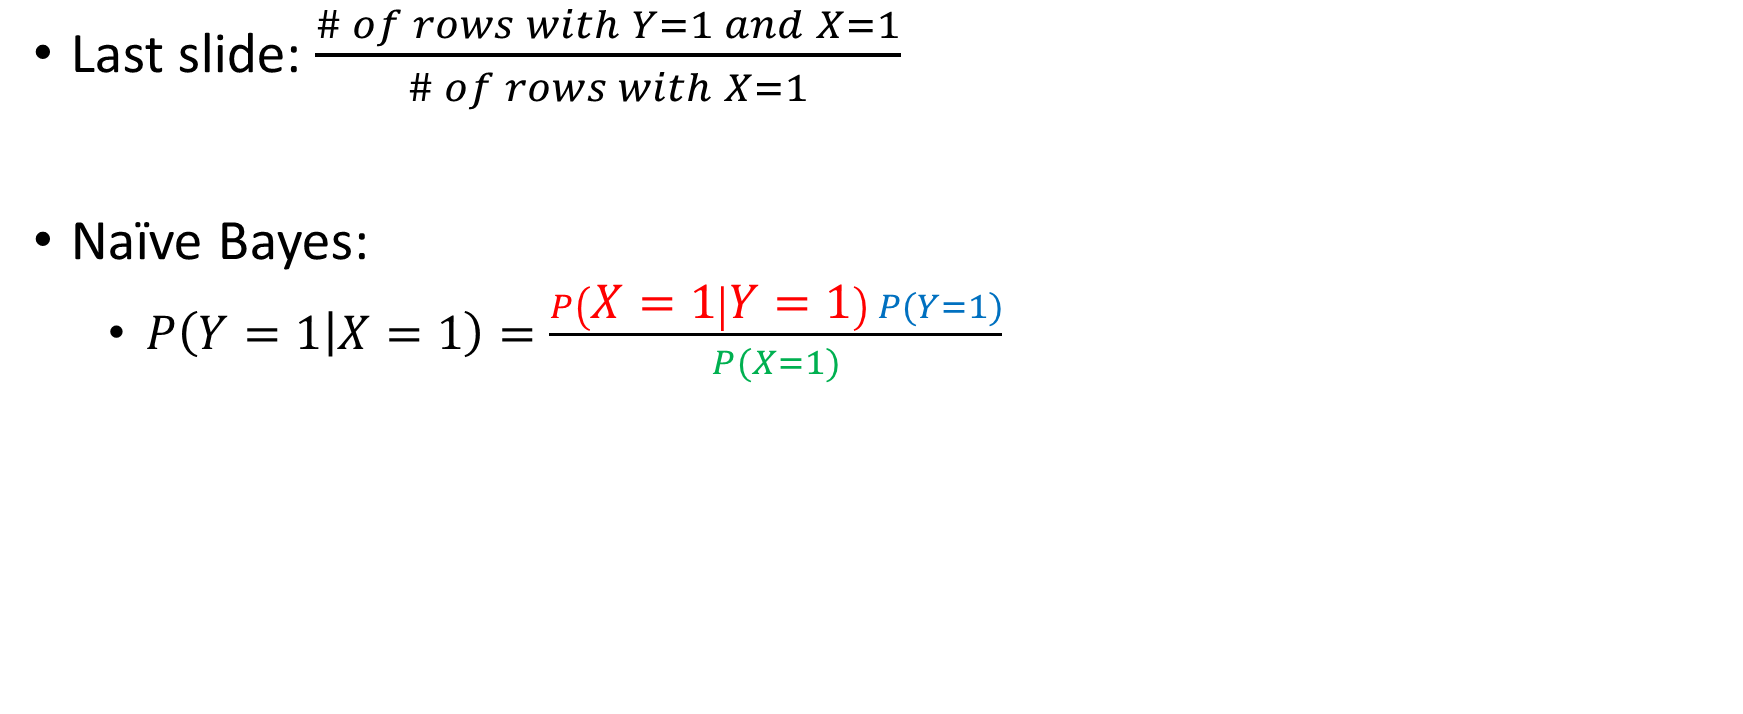 • Last slide: # of rows with Y=1 and X=1
# of rows with X=1
• Naïve Bayes:
• P(Y = 1|X = 1) = P(X = 1|Y = 1) P(Y=1)
P(X=1)